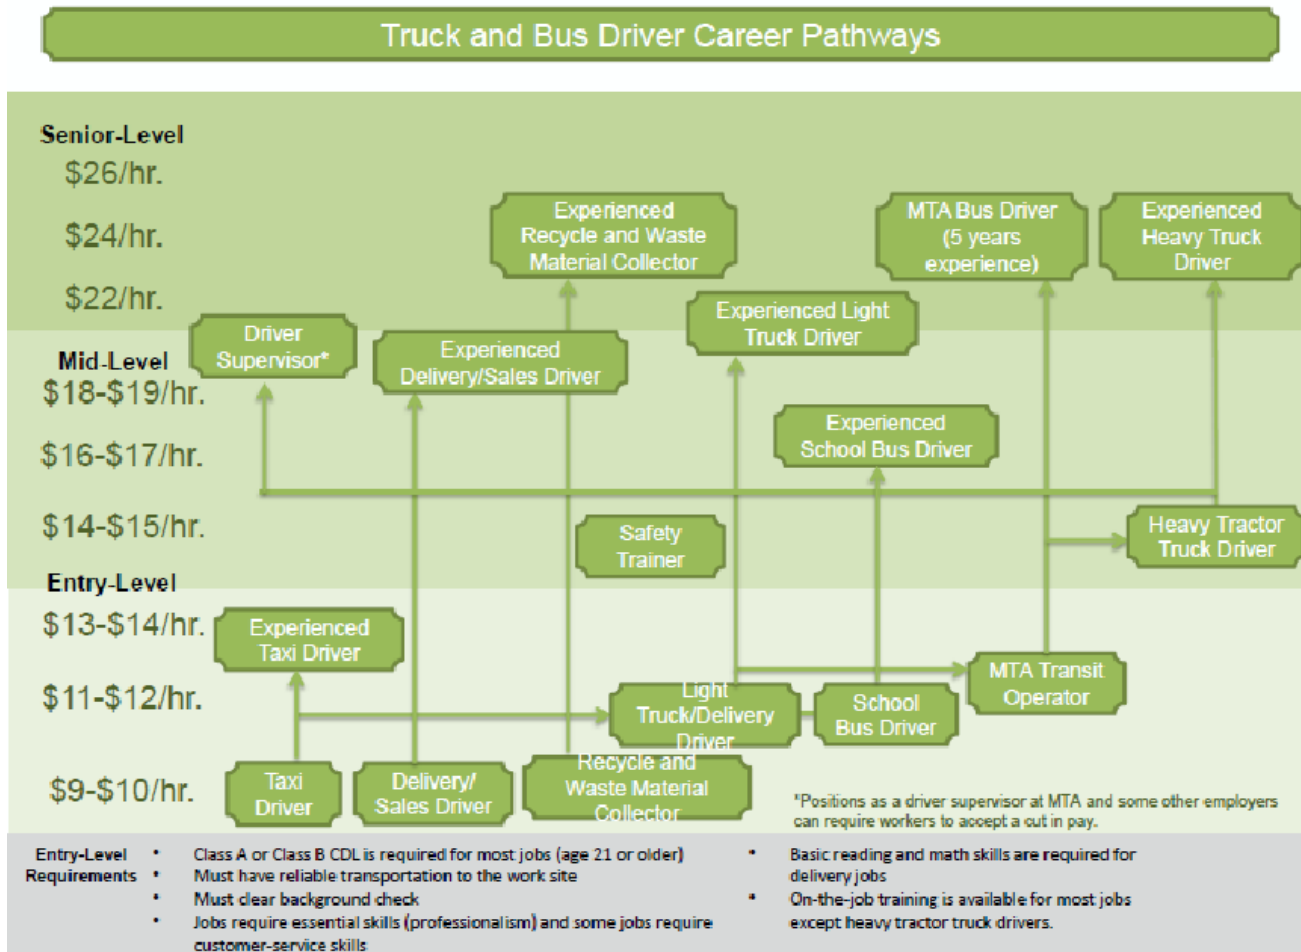 Truck and Bus Driver Career Pathways
Senior-Level
$26/hr.
$24/hr.
$22/hr.
Experienced
Recycle and Waste
Material Collector
MTA Bus Driver
(5 years
experience)
Experienced
Heavy Truck
Driver
Experienced Light
Truck Driver
Driver
Supervisor*
Experienced
Delivery/Sales Driver
Mid-Level
$18-$19/hr.
$16-$17/hr.
$14-$15/hr.
Experienced
School Bus Driver
Safety
Trainer
Heavy Tractor
Truck Driver
Entry-Level
$13-$14/hr.
$11-$12/hr.
$9-$10/hr.
Experienced
Taxi Driver
MTA Transit
Operator
Light
Truck/Delivery
Driver
School
Bus Driver
Taxi
Driver
Delivery/
Sales Driver
Recycle and
Waste Material
Collector
*Positions as a driver supervisor at MTA and some other employers
can require workers to accept a cut in pay.
Entry-Level
Requirements
• Class A or Class B CDL is required for most jobs (age 21 or older)
• Must have reliable transportation to the work site
• Must clear background check
• Jobs require essential skills (professionalism) and some jobs require
customer-service skills
• Basic reading and math skills are required for
delivery jobs
• On-the-job training is available for most jobs
except heavy tractor truck drivers.